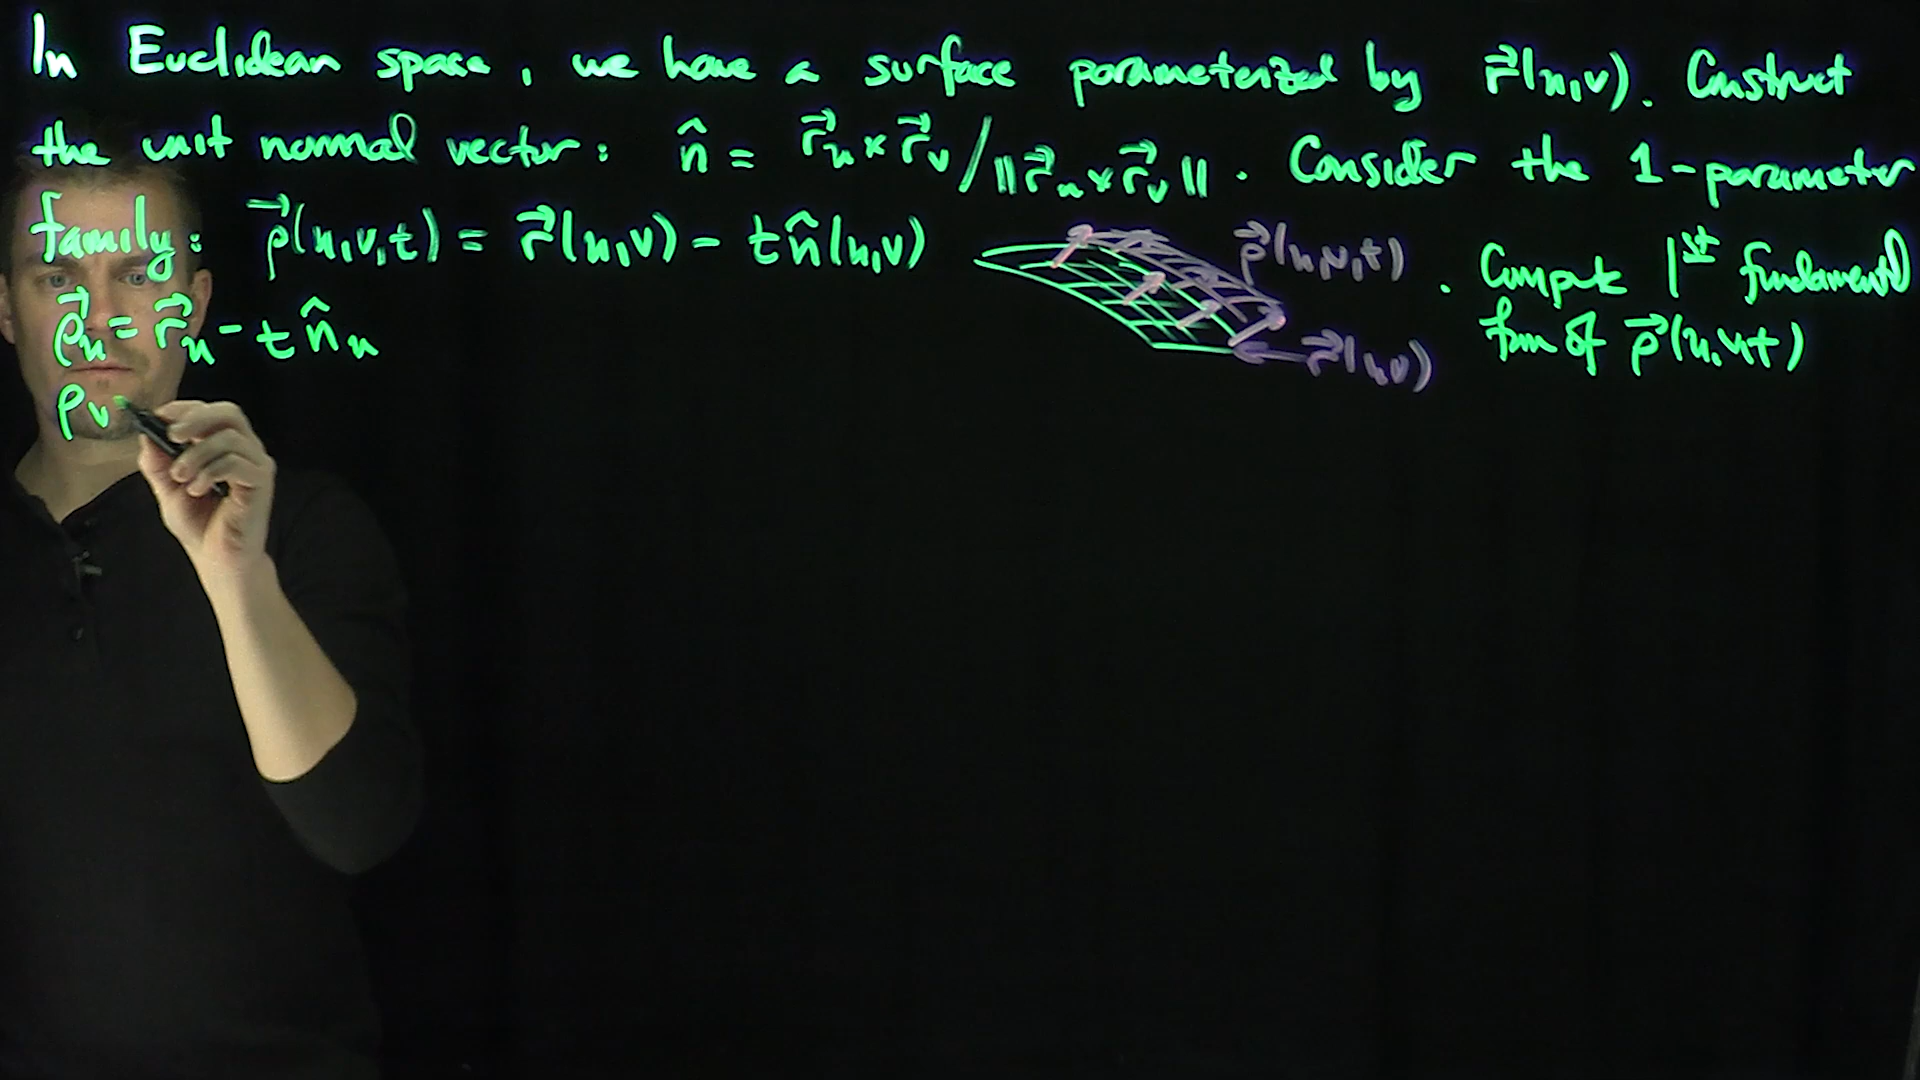 In Euclidean space, we have a surface parameterized by r⃗(u,v). Construct
the unit normal vector: n̂ = r⃗ᵤ × r⃗ᵥ / ||r⃗ᵤ × r⃗ᵥ||. Consider the 1-parameter
family: ρ⃗(u,v,t) = r⃗(u,v) - t n̂(u,v)
ρ⃗(u,v,t)
r⃗(u,v)
. Compute 1st fundamental
form of ρ⃗(u,v,t)
ρ⃗ᵤ = r⃗ᵤ - t n̂ᵤ
ρᵥ